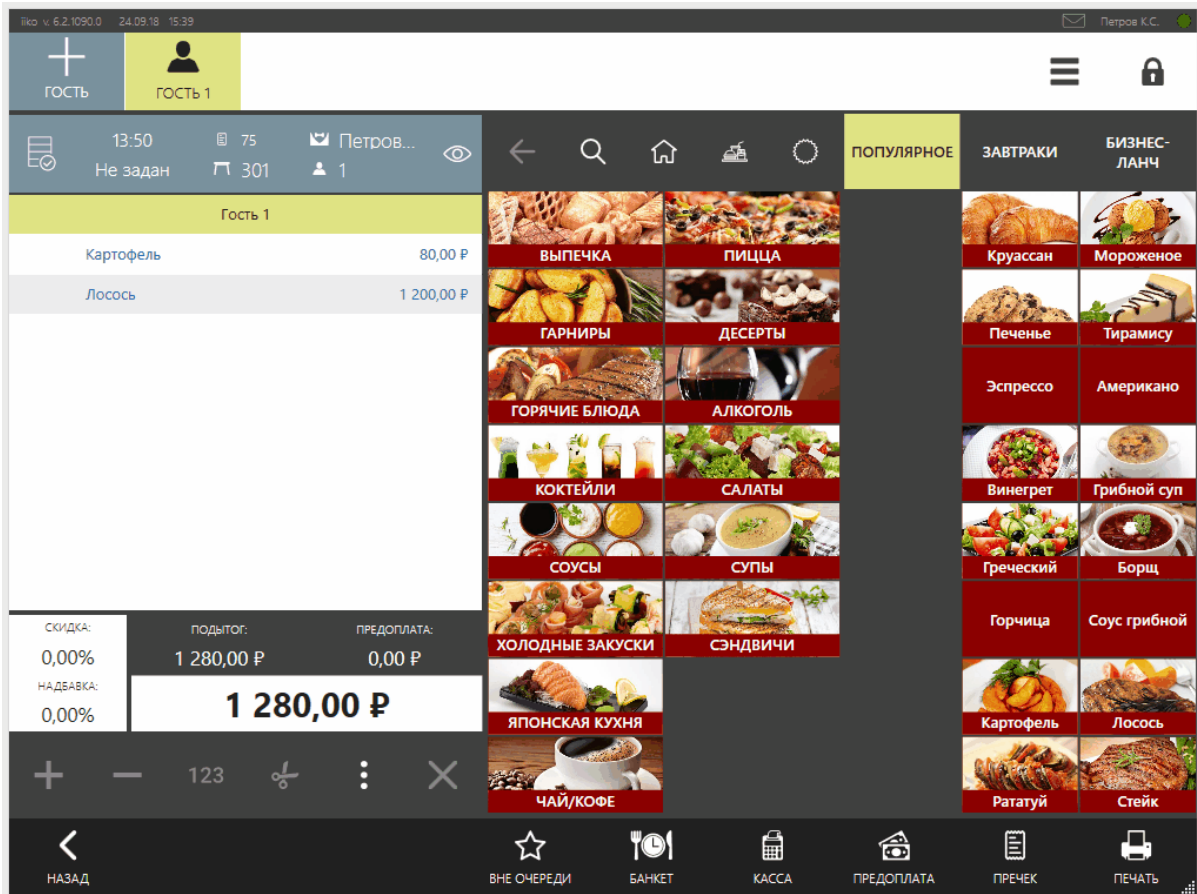 iiko v. 6.2.1090.0 24.09.18 15:39 Петров К.С.
ГОСТЬ
ГОСТЬ 1
13:50 75 Петров...
Не задан 301 1
ПОПУЛЯРНОЕ
ЗАВТРАКИ
БИЗНЕС-
ЛАНЧ
Гость 1
Картофель 80,00 ₽
Лосось 1 200,00 ₽
СКИДКА:
0,00%
НАДБАВКА:
0,00%
ПОДЫТОГ:
1 280,00 ₽
ПРЕДОПЛАТА:
0,00 ₽
1 280,00 ₽
123
ВЫПЕЧКА ПИЦЦА
ГАРНИРЫ ДЕСЕРТЫ
ГОРЯЧИЕ БЛЮДА АЛКОГОЛЬ
КОКТЕЙЛИ САЛАТЫ
СОУСЫ СУПЫ
ХОЛОДНЫЕ ЗАКУСКИ СЭНДВИЧИ
ЯПОНСКАЯ КУХНЯ
ЧАЙ/КОФЕ
Круассан Мороженое
Печенье Тирамису
Эспрессо Американо
Винегрет Грибной суп
Греческий Борщ
Горчица Соус грибной
Картофель Лосось
Рататуй Стейк
НАЗАД
ВНЕ ОЧЕРЕДИ
БАНКЕТ
КАССА
ПРЕДОПЛАТА
ПРЕЧЕК
ПЕЧАТЬ